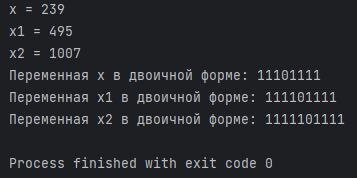 x = 239
x1 = 495
x2 = 1007
Переменная x в двоичной форме: 11101111
Переменная x1 в двоичной форме: 111101111
Переменная x2 в двоичной форме: 1111101111
Process finished with exit code 0